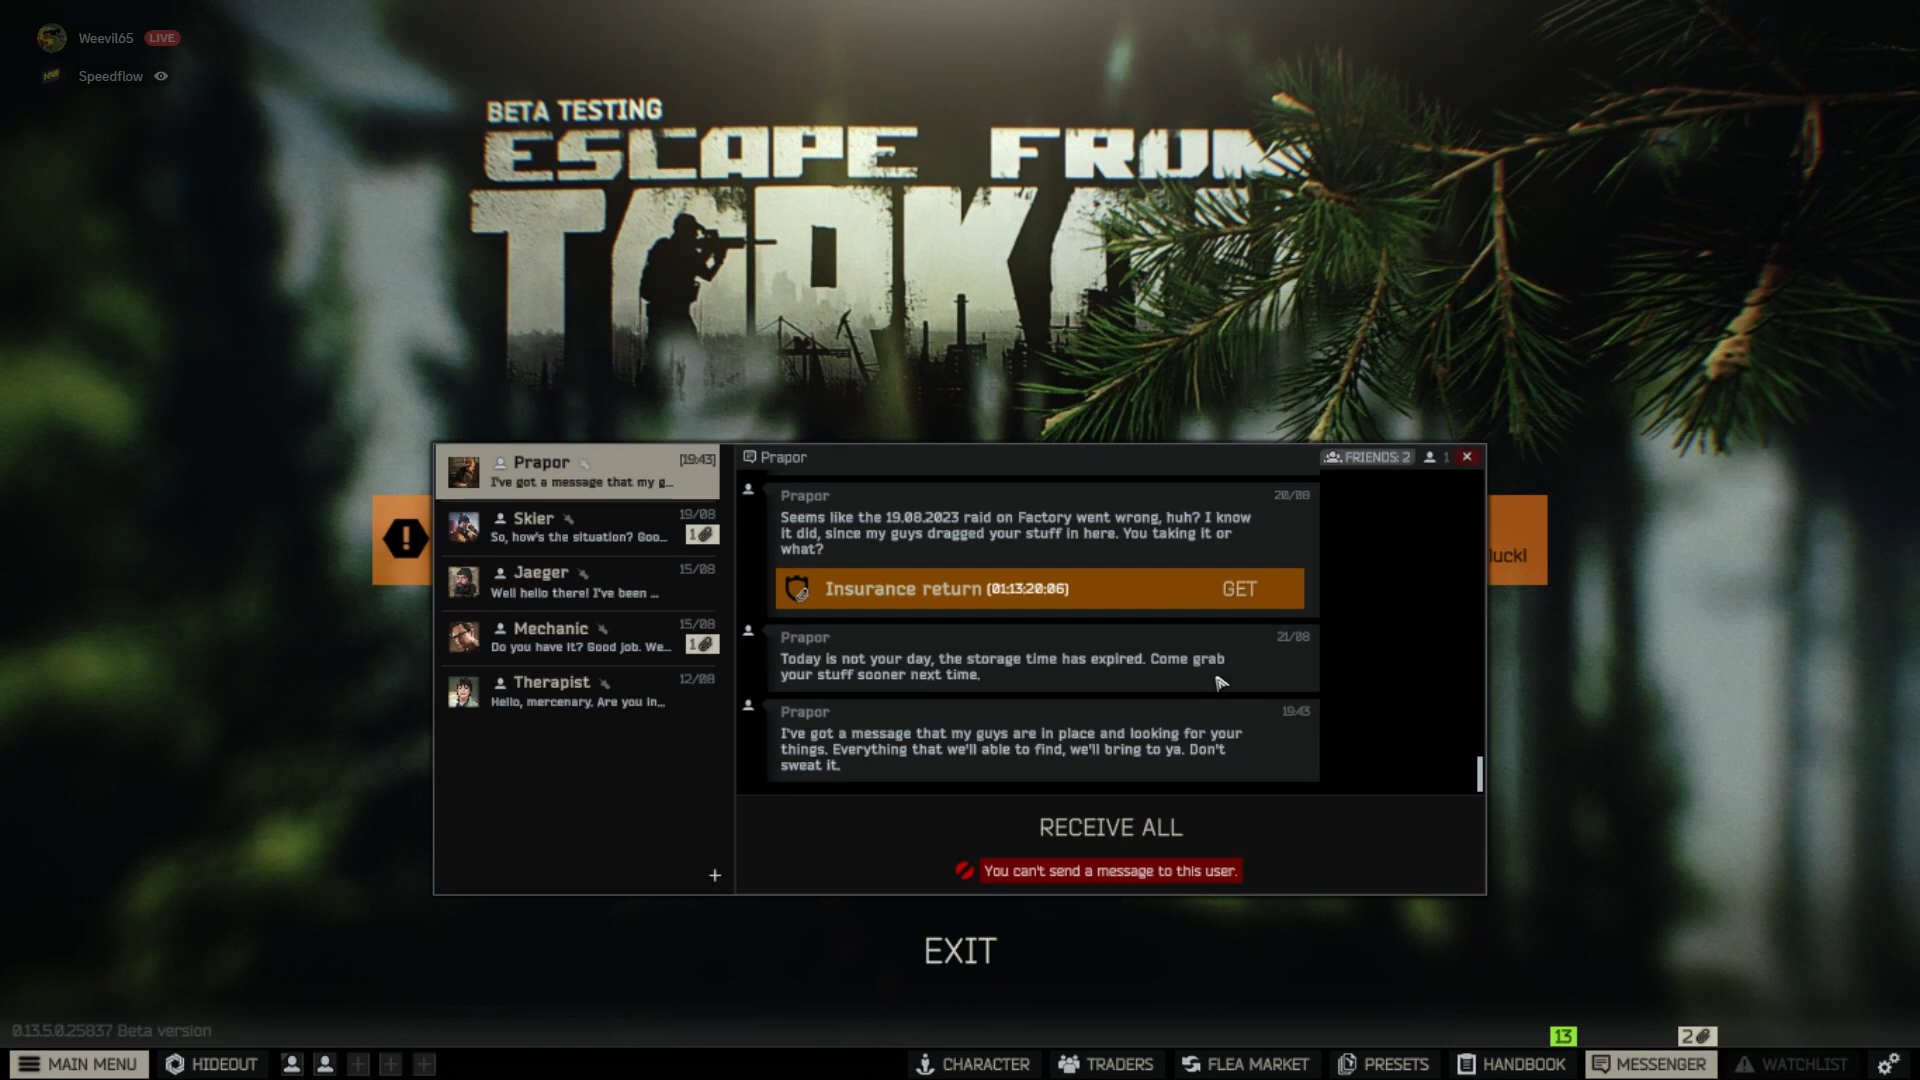 Weevil65 LIVE
Speedflow
BETA TESTING
ESCAPE FROM
TARKOV
Prapor [19:43]
I've got a message that my g...
Skier 19/08
So, how's the situation? Goo... 1
Jaeger 15/08
Well hello there! I've been ...
Mechanic 15/08
Do you have it? Good job. We... 1
Therapist 12/08
Hello, mercenary. Are you in...
+
Prapor FRIENDS: 2 1
Prapor 20/08
Seems like the 19.08.2023 raid on Factory went wrong, huh? I know
it did, since my guys dragged your stuff in here. You taking it or
what?
Insurance return (01:13:20:06) GET
Prapor 21/08
Today is not your day, the storage time has expired. Come grab
your stuff sooner next time.
Prapor 19:43
I've got a message that my guys are in place and looking for your
things. Everything that we'll able to find, we'll bring to ya. Don't
sweat it.
RECEIVE ALL
You can't send a message to this user.
luck!
EXIT
0.13.5.0.25837 Beta version
13 2
MAIN MENU HIDEOUT CHARACTER TRADERS FLEA MARKET PRESETS HANDBOOK MESSENGER WATCHLIST